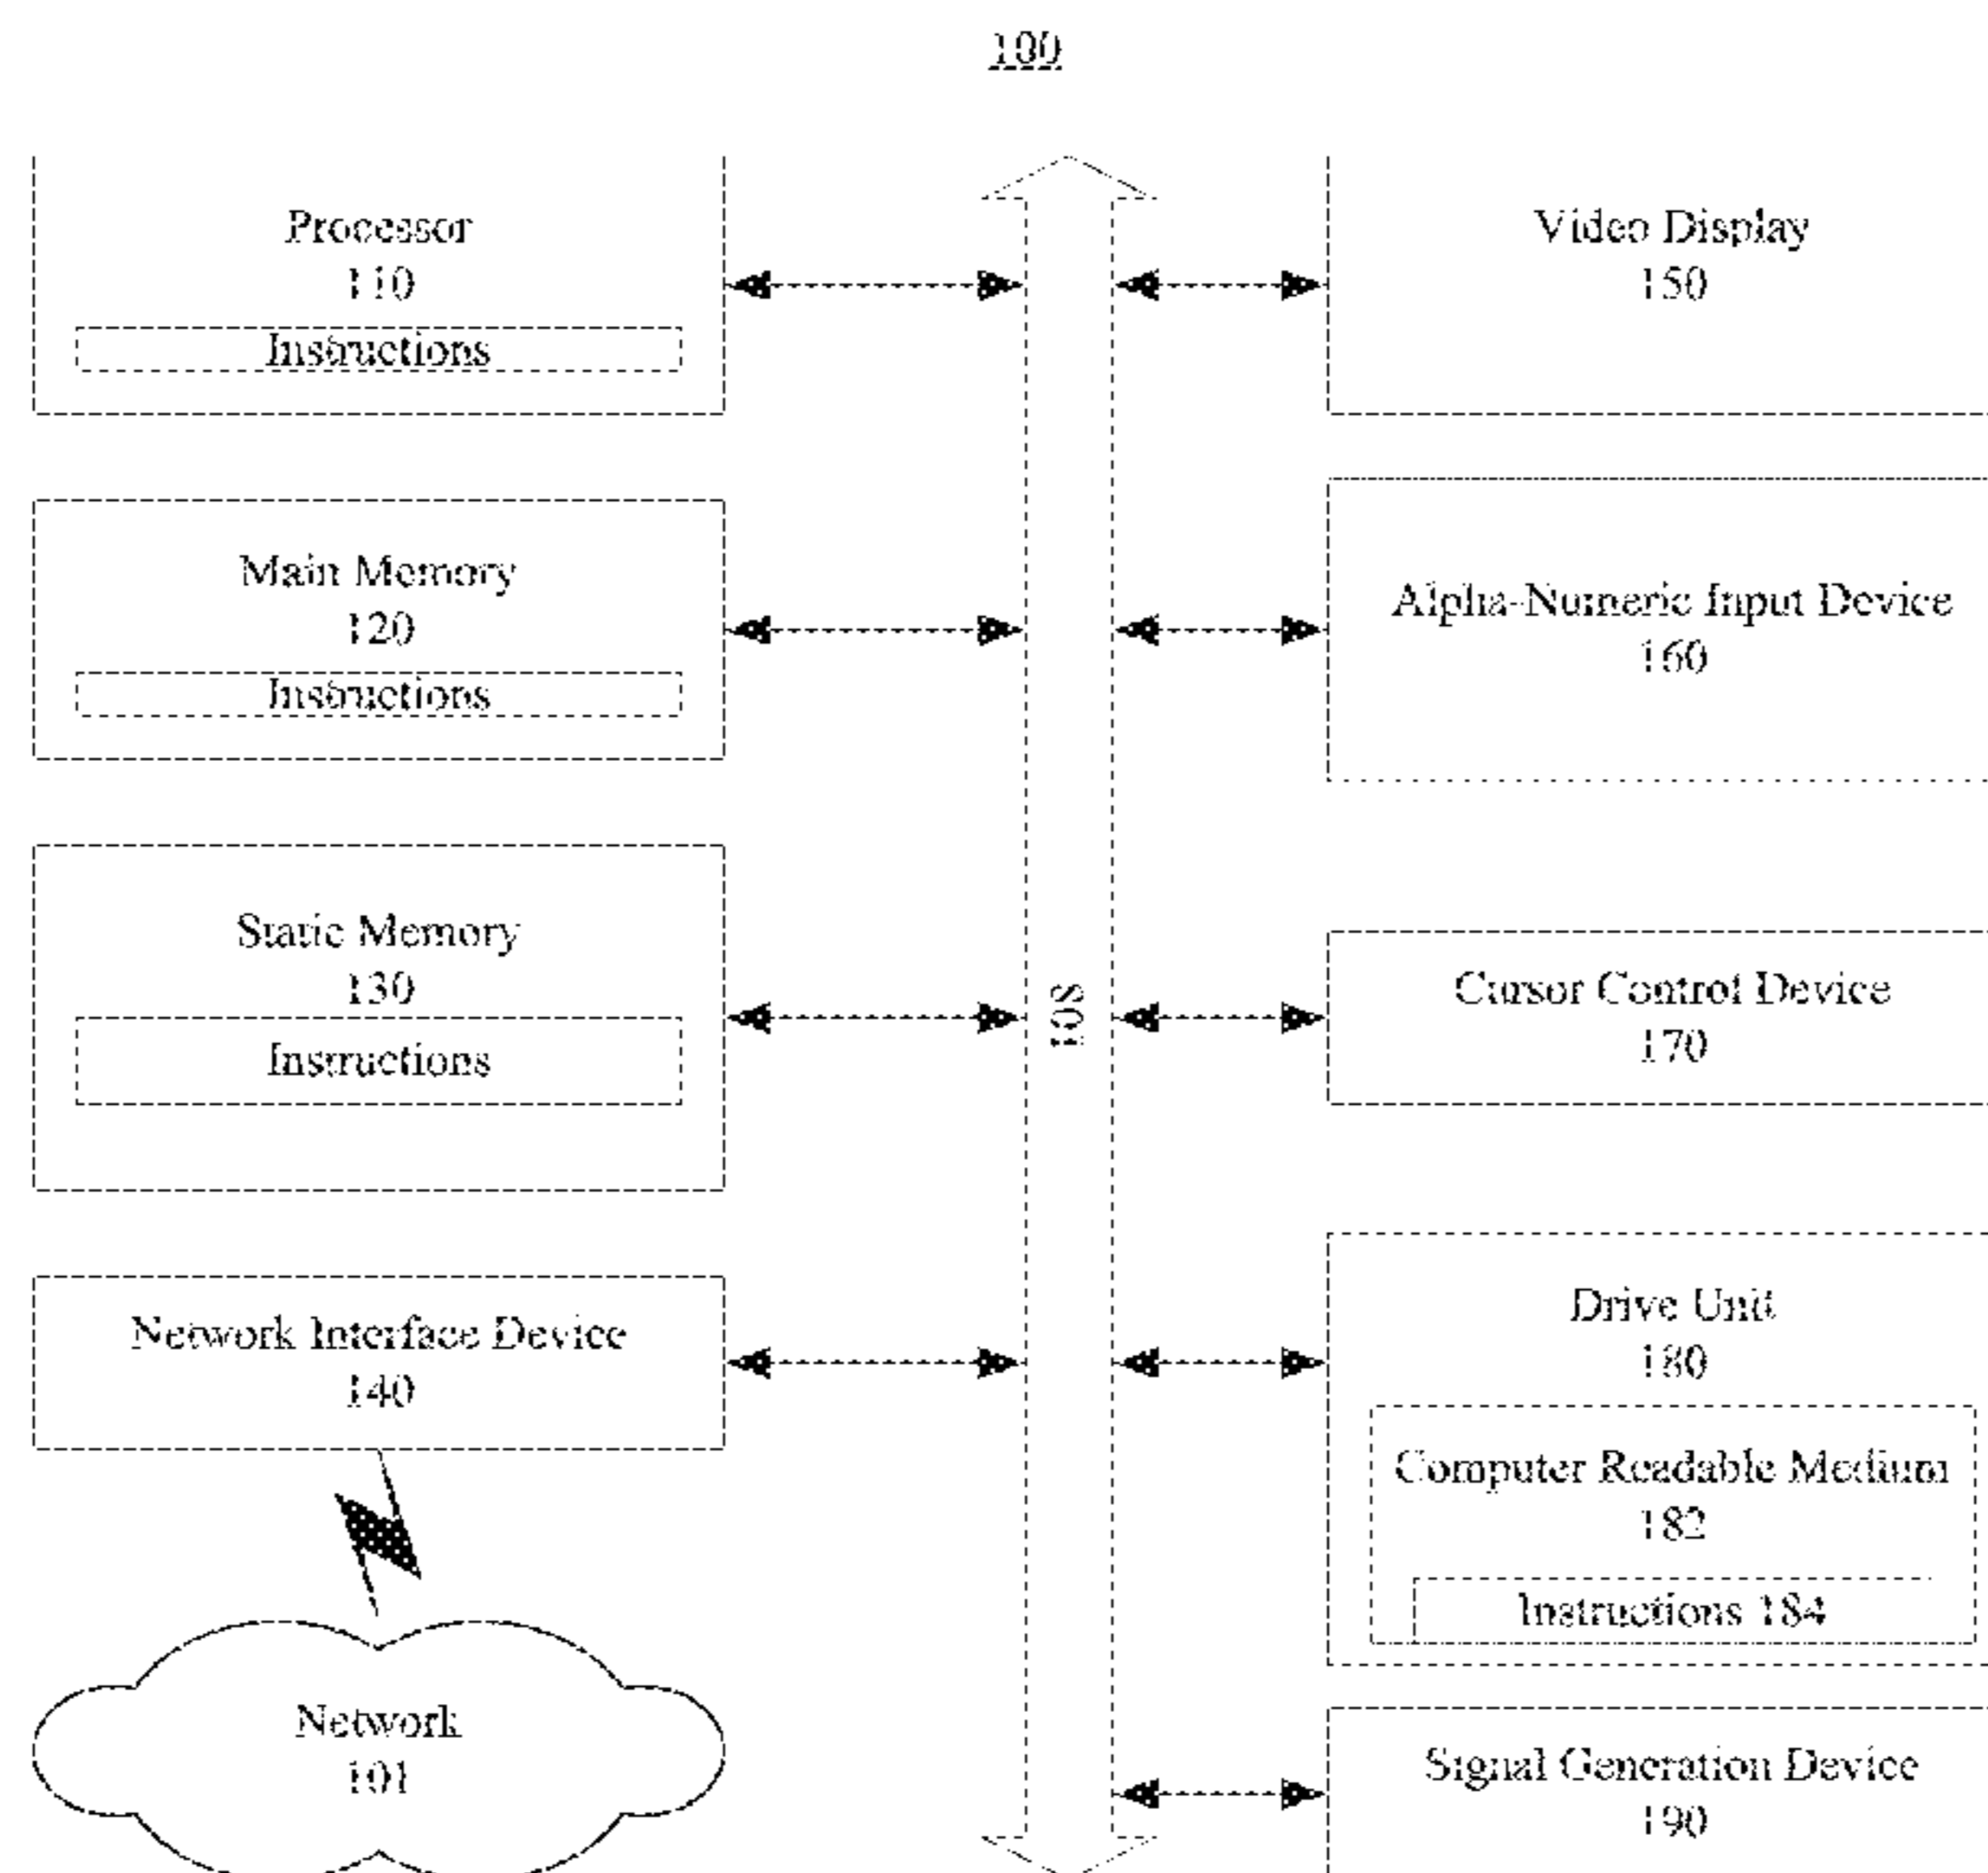 100
Processor
110
Instructions
Main Memory
120
Instructions
Static Memory
130
Instructions
Network Interface Device
140
Network
101
108
Video Display
150
Alpha-Numeric Input Device
160
Cursor Control Device
170
Drive Unit
180
Computer Readable Medium
182
Instructions 184
Signal Generation Device
190